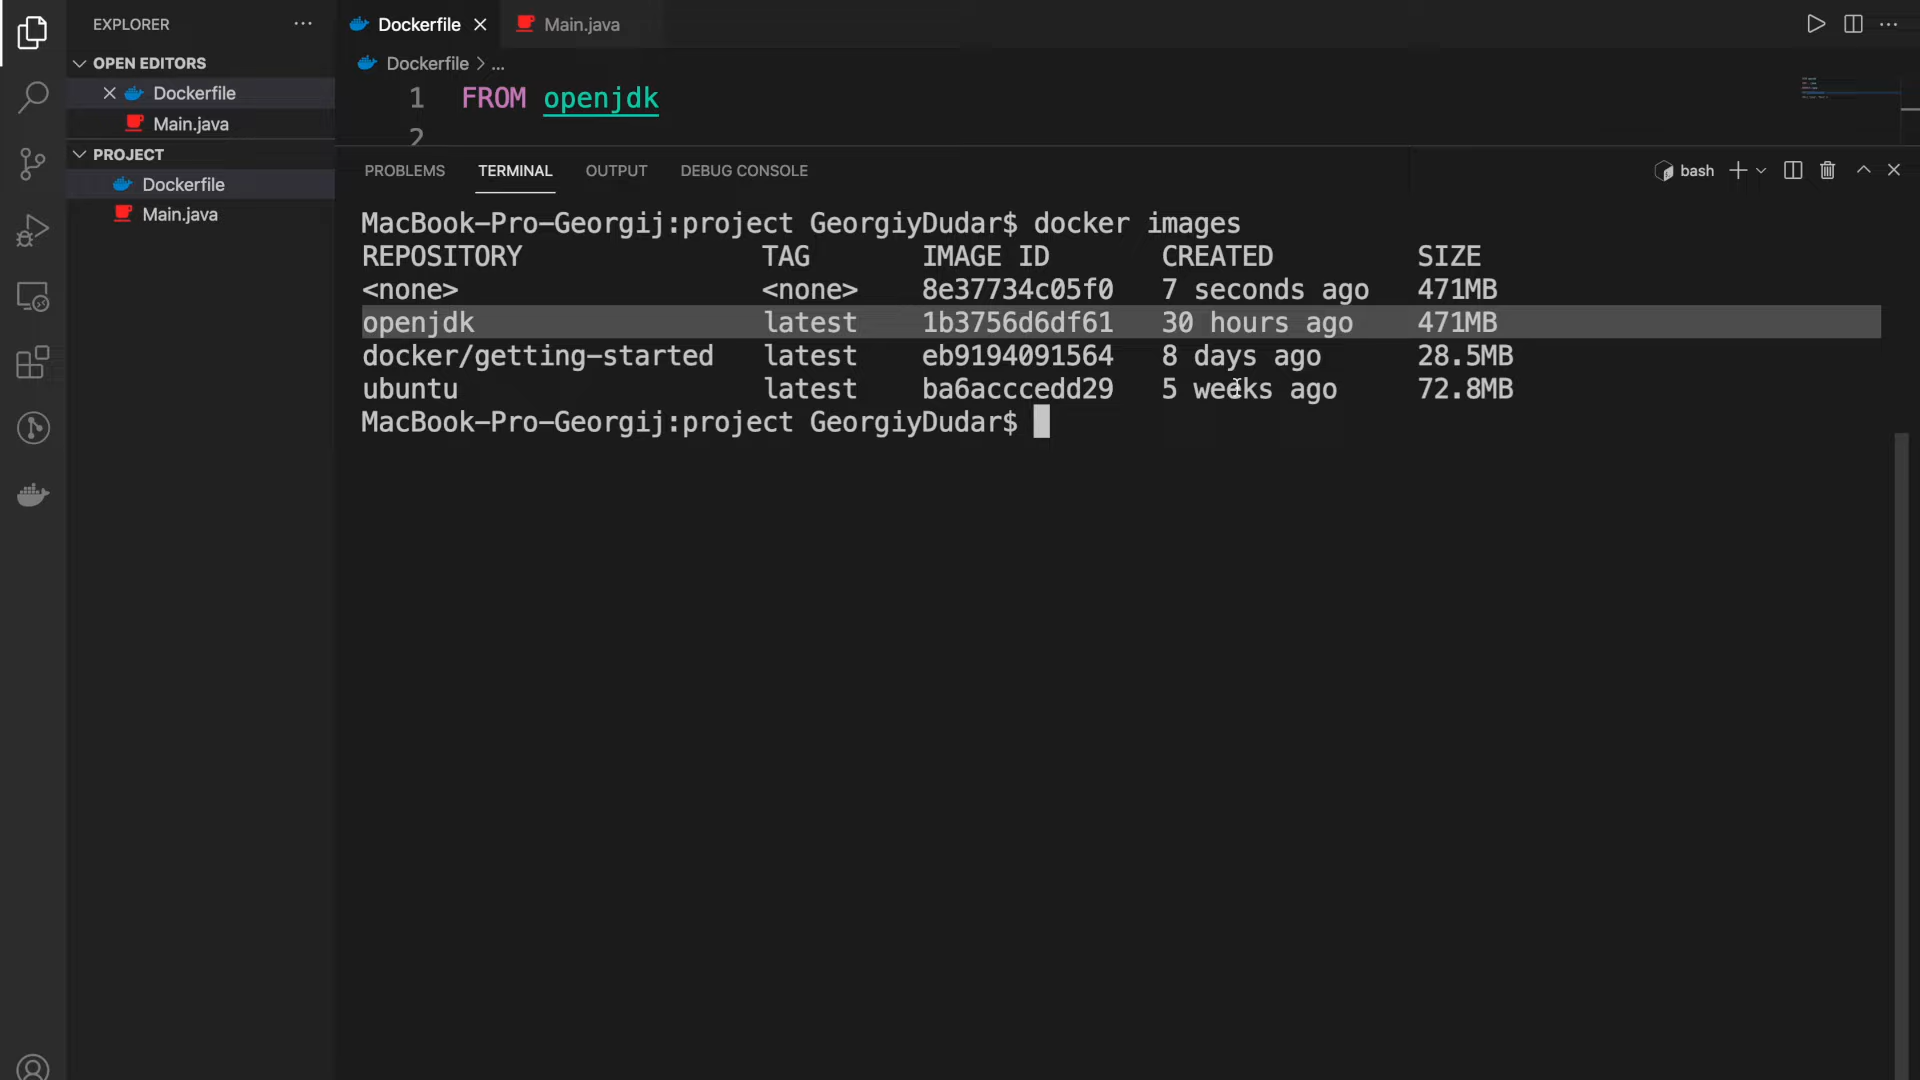 EXPLORER
OPEN EDITORS
Dockerfile
Main.java
PROJECT
Dockerfile
Main.java
Dockerfile
Main.java
Dockerfile > ...
1 FROM openjdk
2
PROBLEMS TERMINAL OUTPUT DEBUG CONSOLE
bash
MacBook-Pro-Georgij:project GeorgiyDudar$ docker images
REPOSITORY TAG IMAGE ID CREATED SIZE
<none> <none> 8e37734c05f0 7 seconds ago 471MB
openjdk latest 1b3756d6df61 30 hours ago 471MB
docker/getting-started latest eb9194091564 8 days ago 28.5MB
ubuntu latest ba6acccedd29 5 weeks ago 72.8MB
MacBook-Pro-Georgij:project GeorgiyDudar$